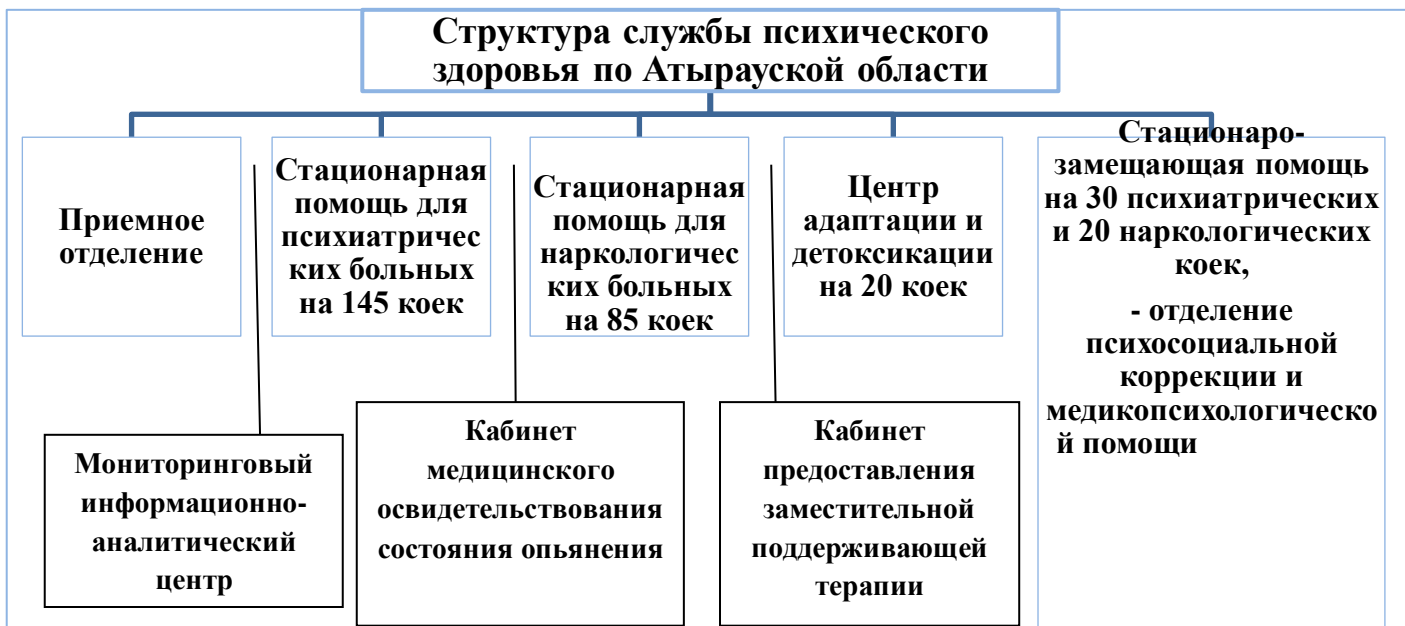 Структура службы психического
здоровья по Атырауской области
Приемное
отделение
Стационарная
помощь для
психиатричес
ких больных
на 145 коек
Стационарная
помощь для
наркологичес
ких больных
на 85 коек
Центр
адаптации и
детоксикации
на 20 коек
Стационаро-
замещающая помощь
на 30 психиатрических
и 20 наркологических
коек,
- отделение
психосоциальной
коррекции и
медикопсихологическо
й помощи
Мониторинговый
информационно-
аналитический
центр
Кабинет
медицинского
освидетельствования
состояния опьянения
Кабинет
предоставления
заместительной
поддерживающей
терапии